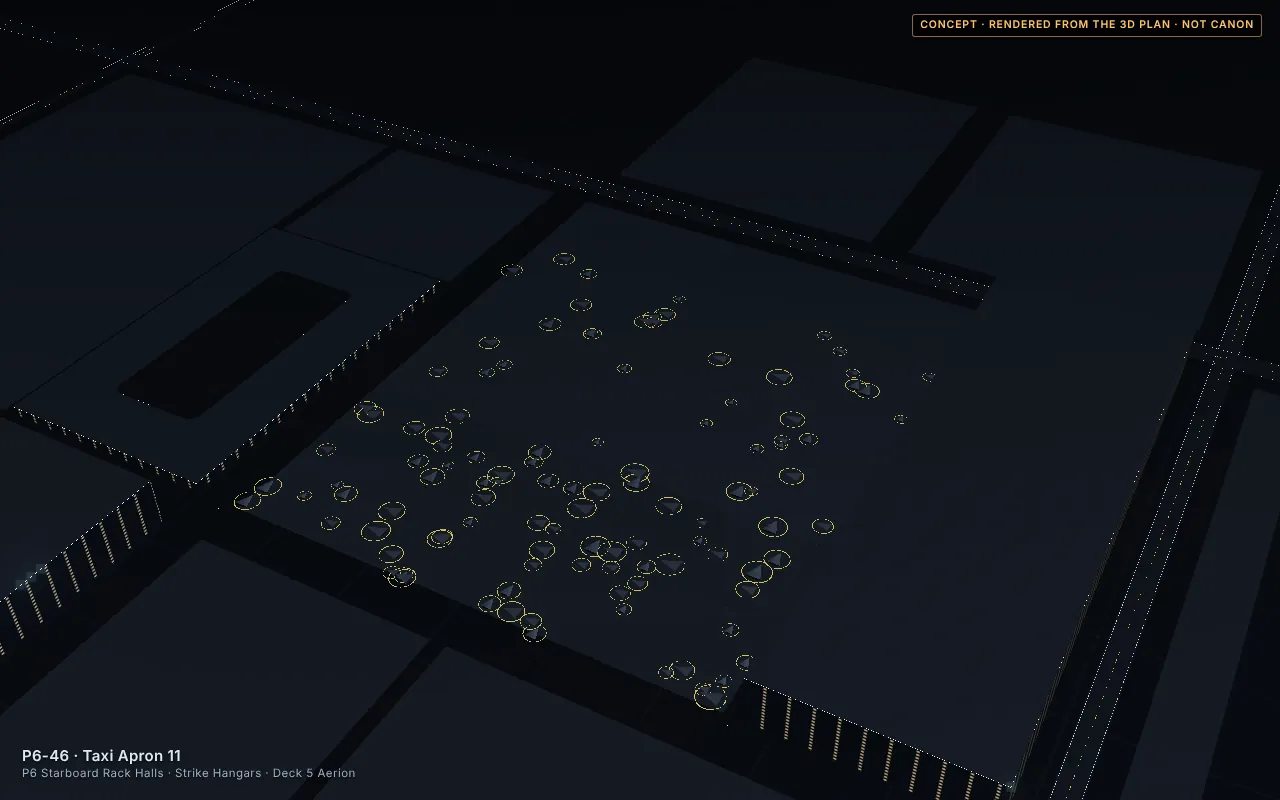 CONCEPT · RENDERED FROM THE 3D PLAN · NOT CANON
P6-46 · Taxi Apron 11
P6 Starboard Rack Halls · Strike Hangars · Deck 5 Aerion